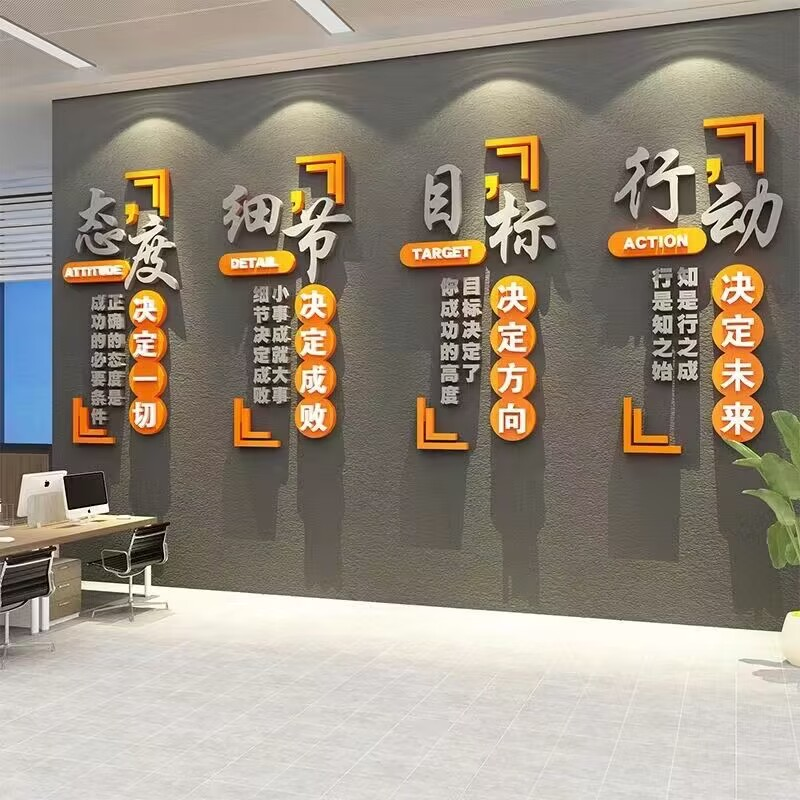 态度
ATTITUDE
决定一切
正确的态度是
成功的必要条件
细节
DETAIL
决定成败
小事成就大事
细节决定成败
目标
TARGET
决定方向
目标决定了
你成功的高度
行动
ACTION
决定未来
知是行之成
行是知之始